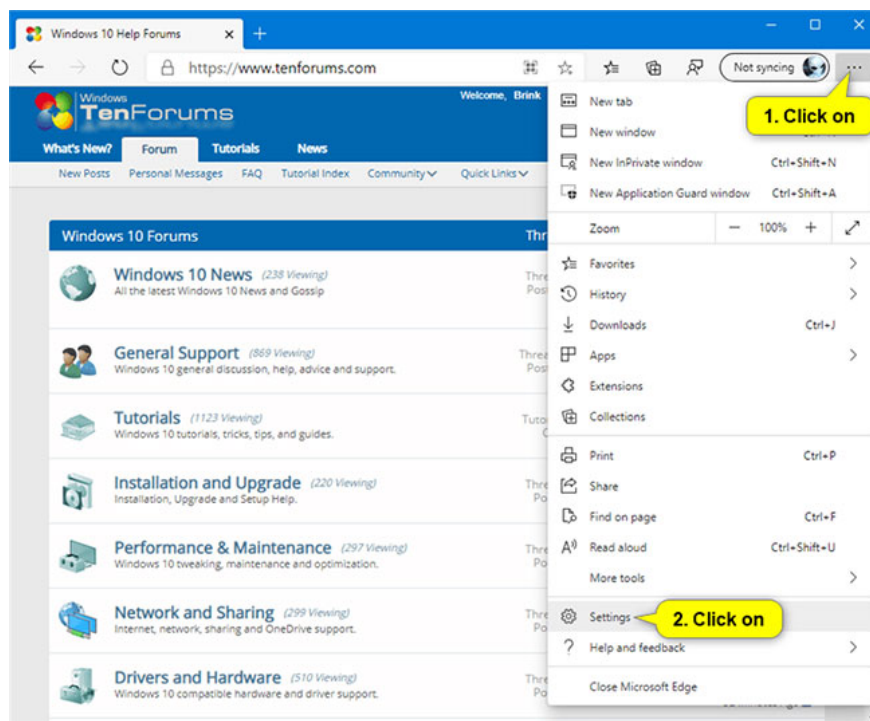 Windows 10 Help Forums
https://www.tenforums.com
Not syncing
1. Click on
Windows
TenForums
Welcome, Brink
What's New? Forum Tutorials News
New Posts Personal Messages FAQ Tutorial Index Community Quick Links
Windows 10 Forums
Windows 10 News (238 Viewing)
All the latest Windows 10 News and Gossip
General Support (869 Viewing)
Windows 10 general discussion, help, advice and support.
Tutorials (1123 Viewing)
Windows 10 tutorials, tricks, tips, and guides.
Installation and Upgrade (220 Viewing)
Installation, Upgrade and Setup Help.
Performance & Maintenance (297 Viewing)
Windows 10 tweaking, maintenance and optimization.
Network and Sharing (299 Viewing)
Internet, network, sharing and OneDrive support.
Drivers and Hardware (510 Viewing)
Windows 10 compatible hardware and driver support.
New tab
New window
New InPrivate window Ctrl+Shift+N
New Application Guard window Ctrl+Shift+A
Zoom — 100% +
Favorites
History
Downloads Ctrl+J
Apps
Extensions
Collections
Print Ctrl+P
Share
Find on page Ctrl+F
Read aloud Ctrl+Shift+U
More tools
Settings
2. Click on
Help and feedback
Close Microsoft Edge